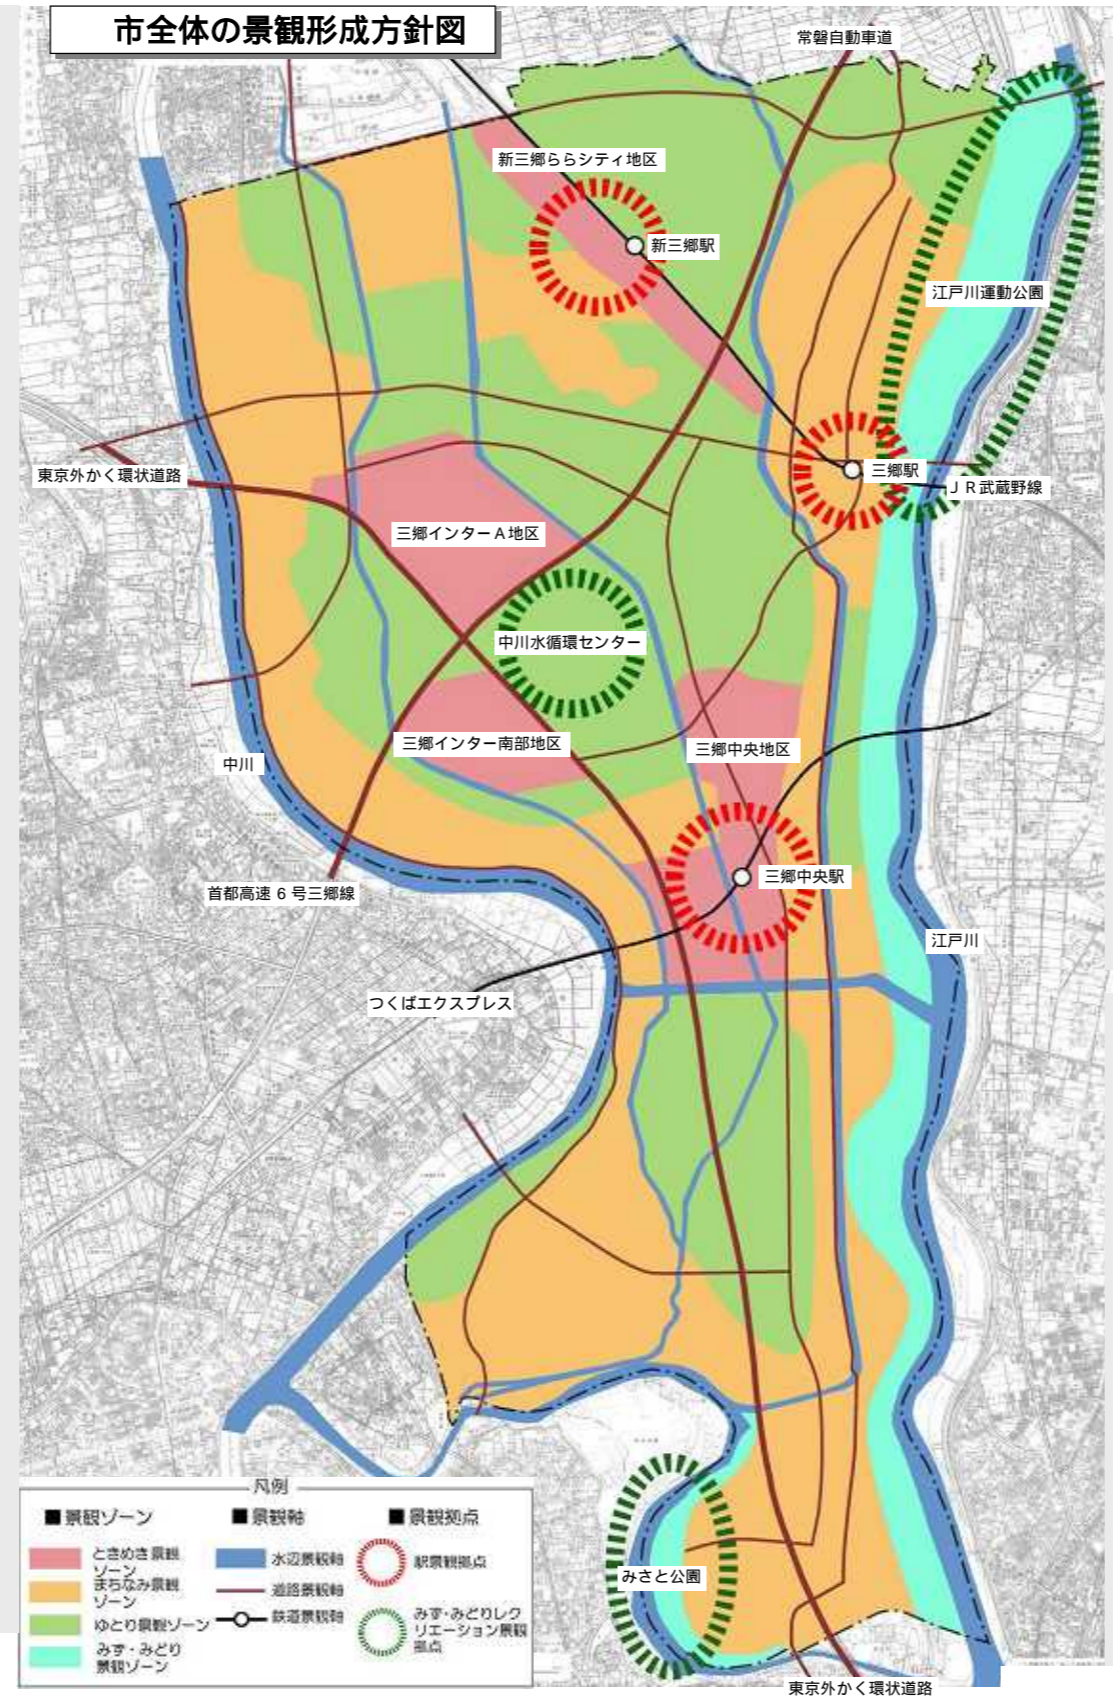 市全体の景観形成方針図
常磐自動車道
新三郷ららシティ地区
新三郷駅
江戸川運動公園
三郷駅
JR武蔵野線
東京外かく環状道路
三郷インターA地区
中川水循環センター
三郷インター南部地区
三郷中央地区
中川
三郷中央駅
首都高速6号三郷線
江戸川
つくばエクスプレス
みさと公園
東京外かく環状道路
凡例
■景観ゾーン
ときめき景観
ゾーン
まちなみ景観
ゾーン
ゆとり景観ゾーン
みず・みどり
景観ゾーン
■景観軸
水辺景観軸
道路景観軸
鉄道景観軸
■景観拠点
駅景観拠点
みず・みどりレク
リエーション景観
拠点